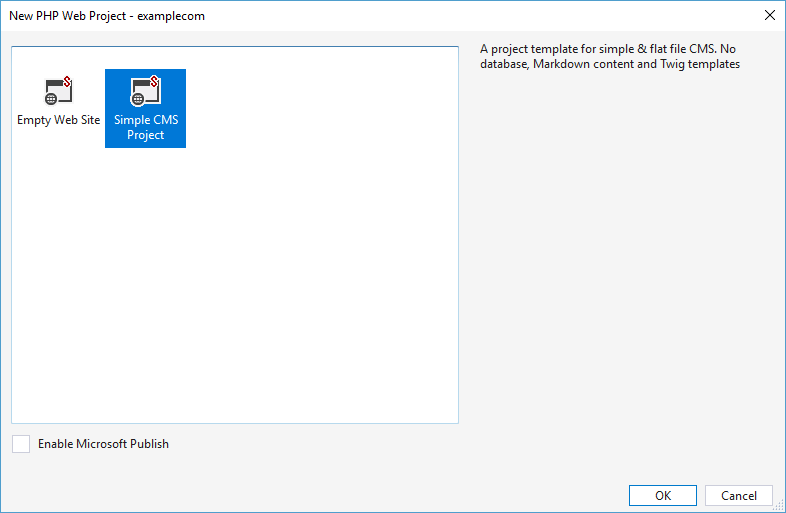 New PHP Web Project - examplecom
A project template for simple & flat file CMS. No
database, Markdown content and Twig templates
Empty Web Site
Simple CMS
Project
Enable Microsoft Publish
OK
Cancel